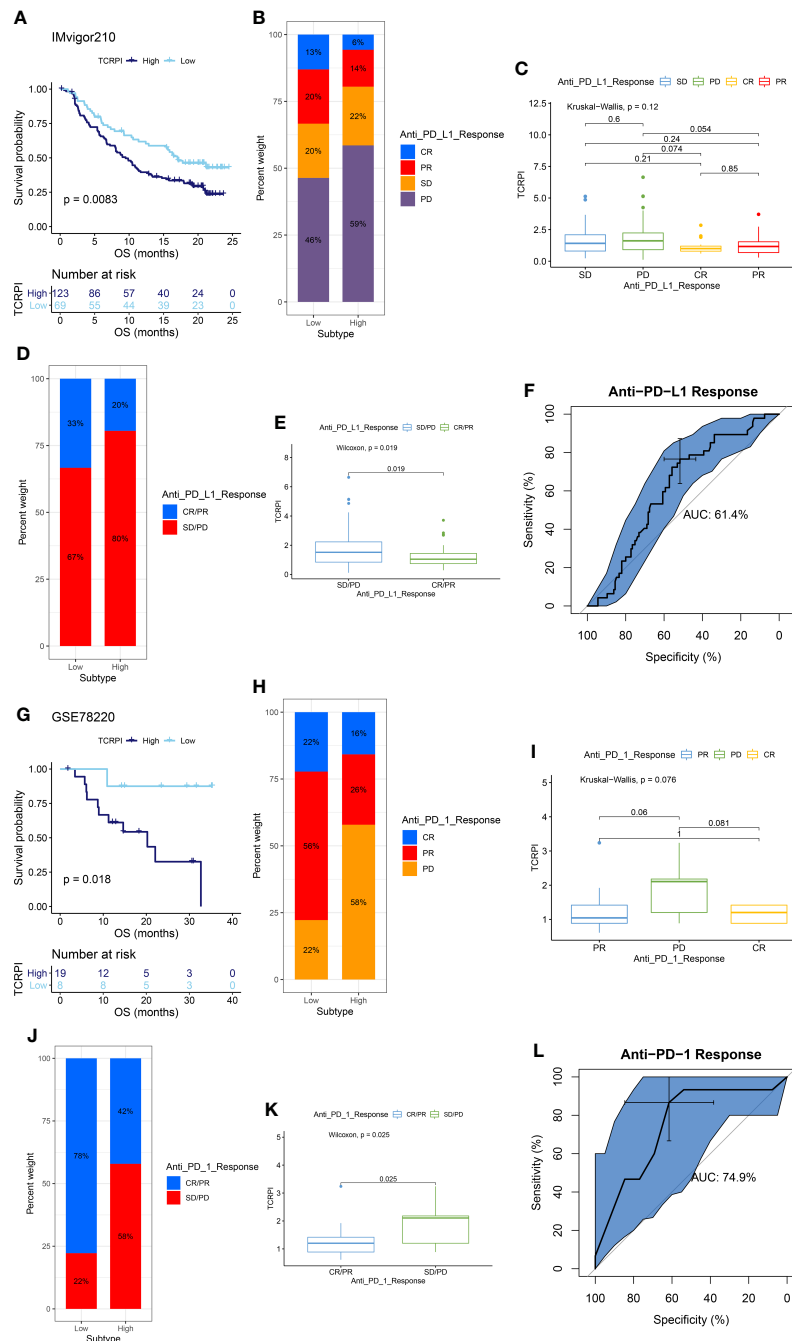 A
IMvigor210
TCRPI High Low
Survival probability
1.00
0.75
0.50
0.25
0.00
p = 0.0083
0 5 10 15 20 25
OS (months)
Number at risk
TCRPI
High 123 86 57 40 24 0
Low 69 55 44 39 23 0
0 5 10 15 20 25
OS (months)
B
Percent weight
100
75
50
25
0
13% 6%
20% 14%
20% 22%
46% 59%
Low High
Subtype
Anti_PD_L1_Response
CR
PR
SD
PD
C
Anti_PD_L1_Response SD PD CR PR
Kruskal−Wallis, p = 0.12
0.6
0.054
0.24
0.074
0.21
0.85
TCRPI
12.5
10.0
7.5
5.0
2.5
0.0
SD PD CR PR
Anti_PD_L1_Response
D
Percent weight
100
75
50
25
0
33% 20%
67% 80%
Low High
Subtype
Anti_PD_L1_Response
CR/PR
SD/PD
E
Anti_PD_L1_Response SD/PD CR/PR
Wilcoxon, p = 0.019
0.019
TCRPI
8
6
4
2
0
SD/PD CR/PR
Anti_PD_L1_Response
F
Anti−PD−L1 Response
Sensitivity (%)
100
80
60
40
20
0
AUC: 61.4%
100 80 60 40 20 0
Specificity (%)
G
GSE78220
TCRPI High Low
Survival probability
1.00
0.75
0.50
0.25
0.00
p = 0.018
0 10 20 30 40
OS (months)
Number at risk
TCRPI
High 19 12 5 3 0
Low 8 8 5 3 0
0 10 20 30 40
OS (months)
H
Percent weight
100
75
50
25
0
22% 16%
56% 26%
22% 58%
Low High
Subtype
Anti_PD_1_Response
CR
PR
PD
I
Anti_PD_1_Response PR PD CR
Kruskal−Wallis, p = 0.076
0.06
0.081
1
TCRPI
5
4
3
2
1
PR PD CR
Anti_PD_1_Response
J
Percent weight
100
75
50
25
0
78% 42%
22% 58%
Low High
Subtype
Anti_PD_1_Response
CR/PR
SD/PD
K
Anti_PD_1_Response CR/PR SD/PD
Wilcoxon, p = 0.025
0.025
TCRPI
5
4
3
2
1
CR/PR SD/PD
Anti_PD_1_Response
L
Anti−PD−1 Response
Sensitivity (%)
100
80
60
40
20
0
AUC: 74.9%
100 80 60 40 20 0
Specificity (%)